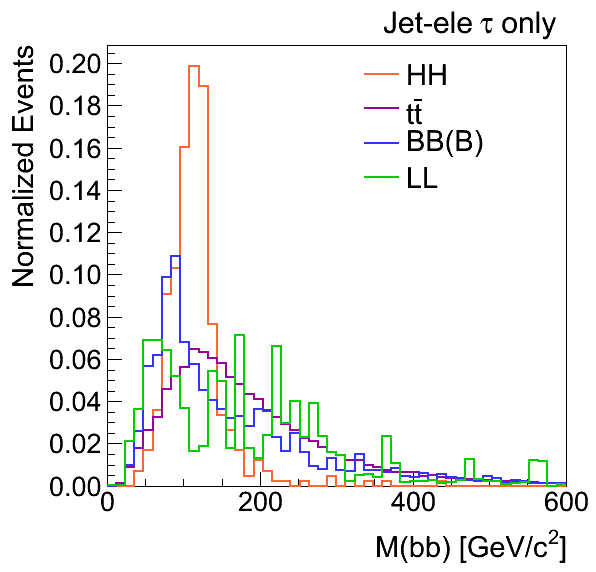 Jet-ele τ only
Normalized Events
0.20
0.18
0.16
0.14
0.12
0.10
0.08
0.06
0.04
0.02
0.00
HH
tt̄
BB(B)
LL
0 200 400 600
M(bb) [GeV/c²]